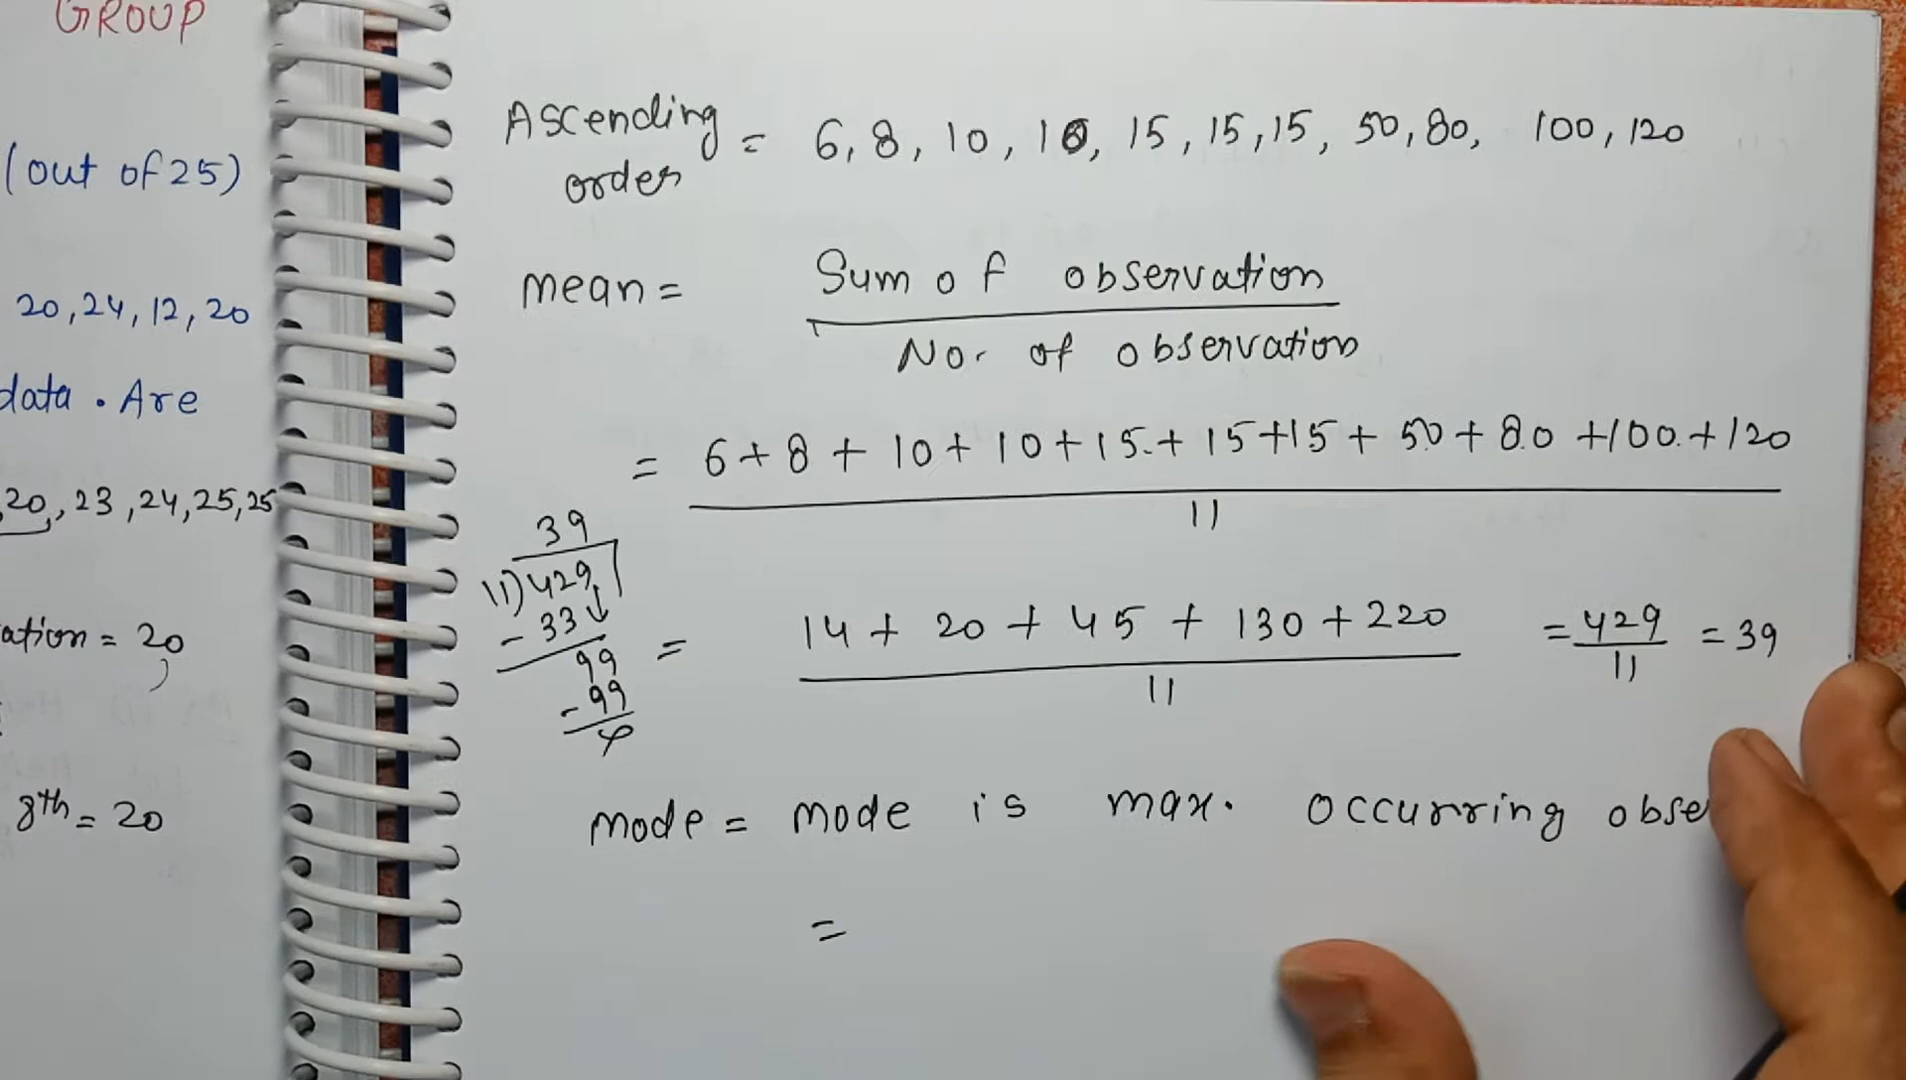 GROUP
(out of 25)
20,24,12,20
data. Are
20, 23,24,25,25
ation = 20
8th = 20
Ascending order = 6, 8, 10, 10, 15, 15, 15, 50, 80, 100, 120
mean = Sum of observation
No. of observation
= 6 + 8 + 10 + 10 + 15 + 15 + 15 + 50 + 80 + 100 + 120
11
39
11)429
- 33
99
- 99
= 14 + 20 + 45 + 130 + 220 = 429 = 39
11 11
mode = mode is max. occurring obse
=